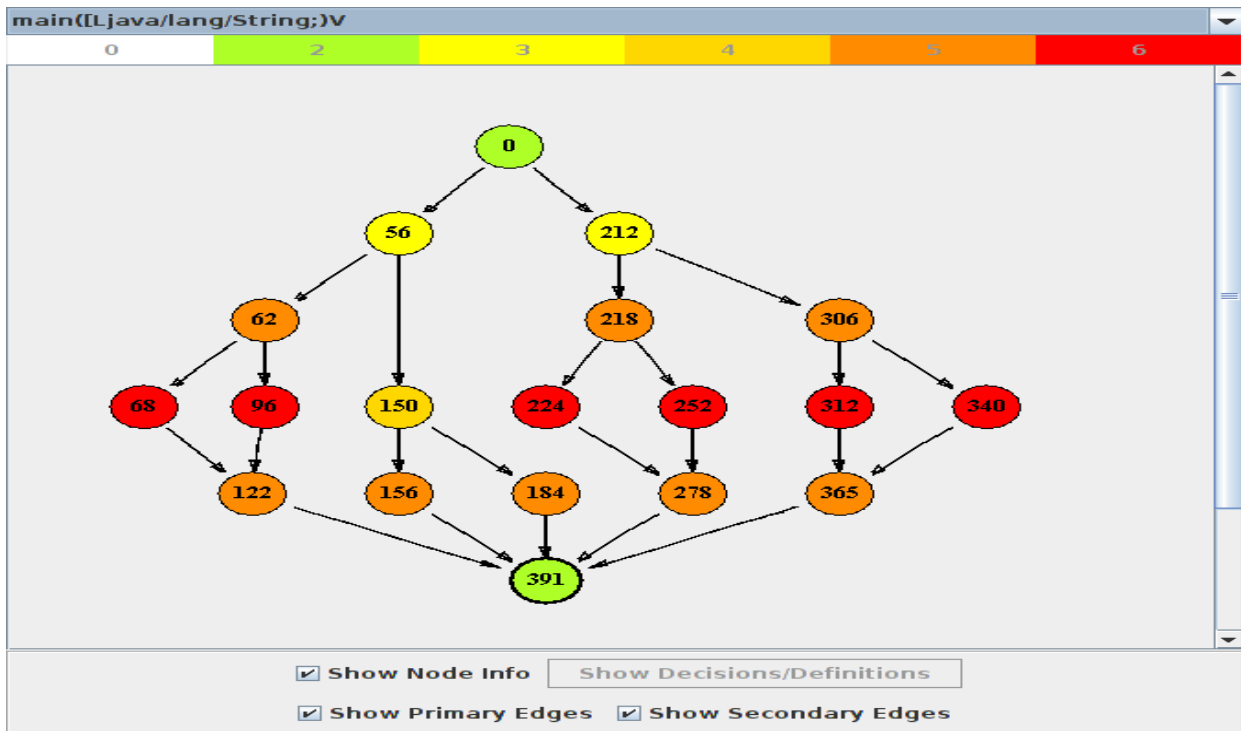 main([Ljava/lang/String;)V
0 2 3 4 5 6
0
56 212
62 218 306
68 96 150 224 252 312 340
122 156 184 278 365
391
Show Node Info Show Decisions/Definitions
Show Primary Edges Show Secondary Edges